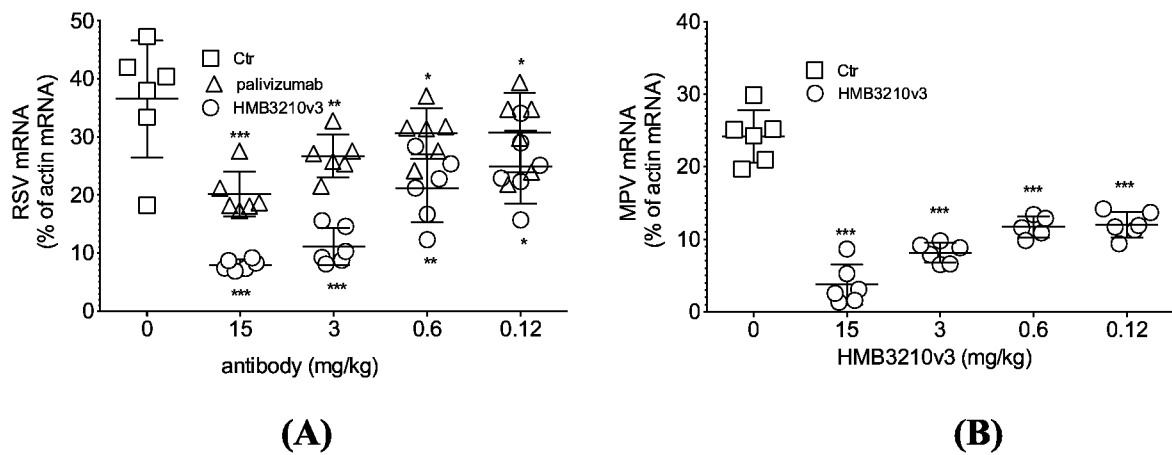 RSV mRNA
(% of actin mRNA)
50
40
30
20
10
0
Ctr
palivizumab
HMB3210v3
***
**
*
*
***
***
**
*
0 15 3 0.6 0.12
antibody (mg/kg)
(A)
MPV mRNA
(% of actin mRNA)
40
30
20
10
0
Ctr
HMB3210v3
***
***
***
***
0 15 3 0.6 0.12
HMB3210v3 (mg/kg)
(B)